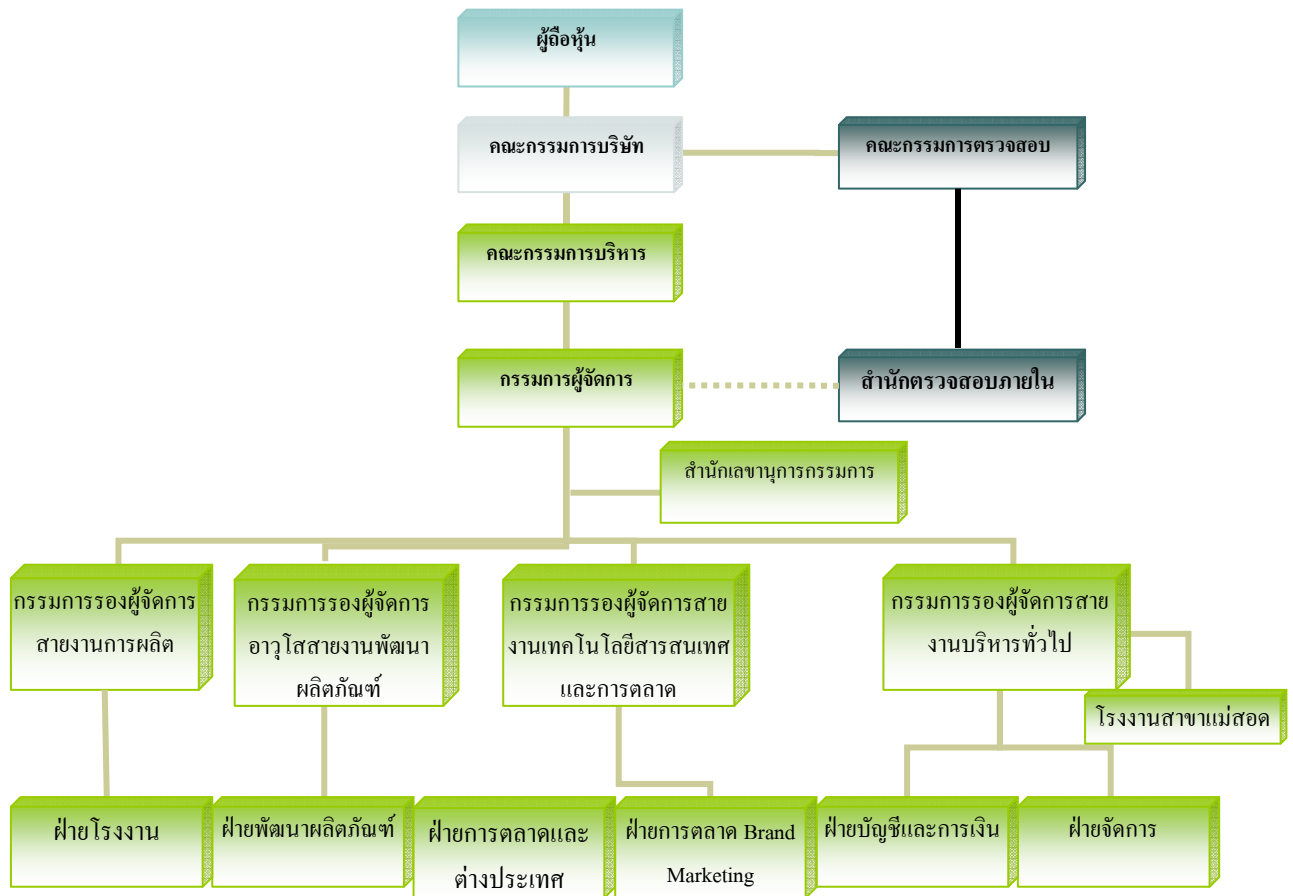 ผู้ถือหุ้น
คณะกรรมการบริษัท
คณะกรรมการตรวจสอบ
คณะกรรมการบริหาร
กรรมการผู้จัดการ
สำนักตรวจสอบภายใน
สำนักเลขานุการกรรมการ
กรรมการรองผู้จัดการ
สายงานการผลิต
กรรมการรองผู้จัดการ
อาวุโสสายงานพัฒนา
ผลิตภัณฑ์
กรรมการรองผู้จัดการสาย
งานเทคโนโลยีสารสนเทศ
และการตลาด
กรรมการรองผู้จัดการสาย
งานบริหารทั่วไป
โรงงานสาขาแม่สอด
ฝ่ายโรงงาน
ฝ่ายพัฒนาผลิตภัณฑ์
ฝ่ายการตลาดและ
ต่างประเทศ
ฝ่ายการตลาด Brand
Marketing
ฝ่ายบัญชีและการเงิน
ฝ่ายจัดการ